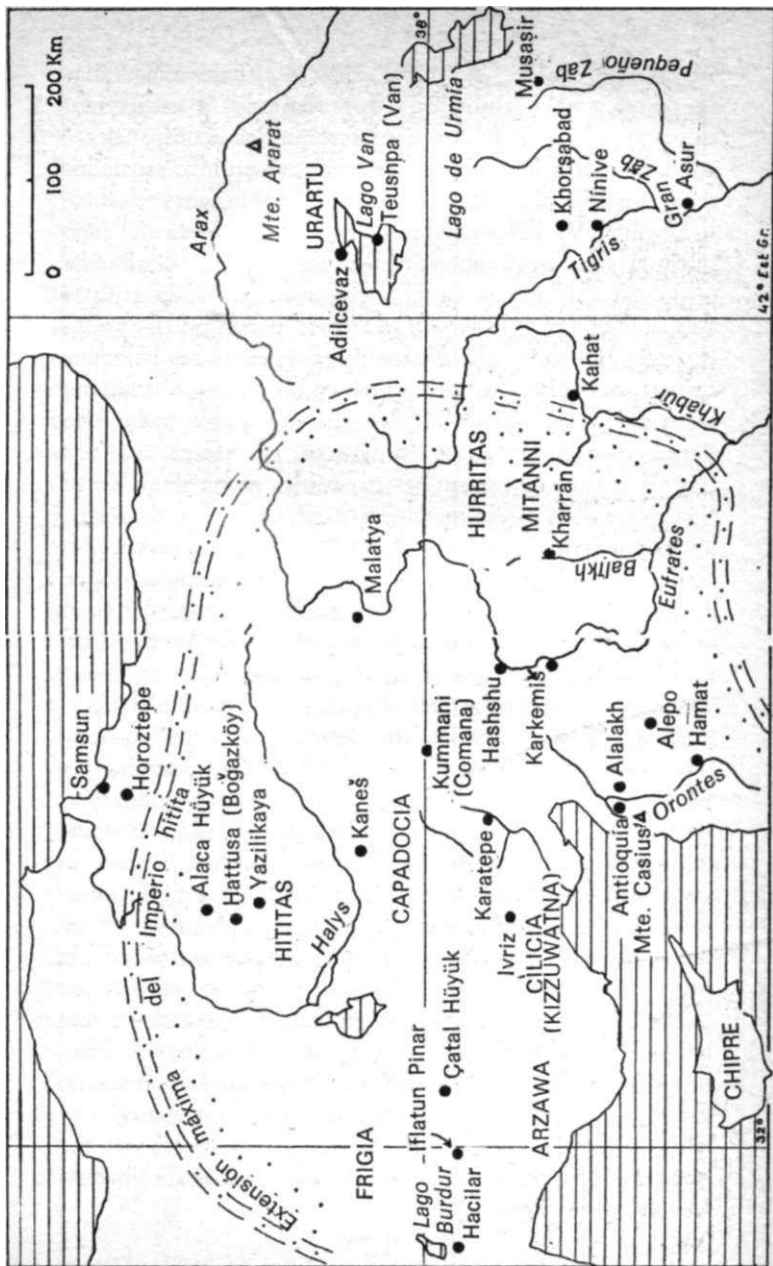 Extensión máxima del Imperio hitita
Samsun
Horoztepe
Alaca Hüyük
Hattusa (Boğazköy)
Yazilikaya
HITITAS
Halys
Kaneš
CAPADOCIA
FRIGIA
Iflatun Pinar
Çatal Hüyük
Lago
Burdur
Hacilar
ARZAWA
Ivriz
CILICIA
(KIZZUWATNA)
Karatepe
Kummani
(Comana)
Hashshu
Karkemis
Malatya
Antioquía
Mte. Casius
Alalakh
Alepo
Hamat
Orontes
CHIPRE
32°
0 100 200 Km
Arax
Mte. Ararat
URARTU
Adilcevaz
Lago Van
Teushpa (Van)
Lago de Urmia
38°
HURRITAS
MITANNI
Kharrán
Balikh
Eufrates
Kahat
Khabur
Tigris
Musasir
Pequeño
Zab
Khorsabad
Nínive
Gran
Zab
Asur
42° Est Gr.